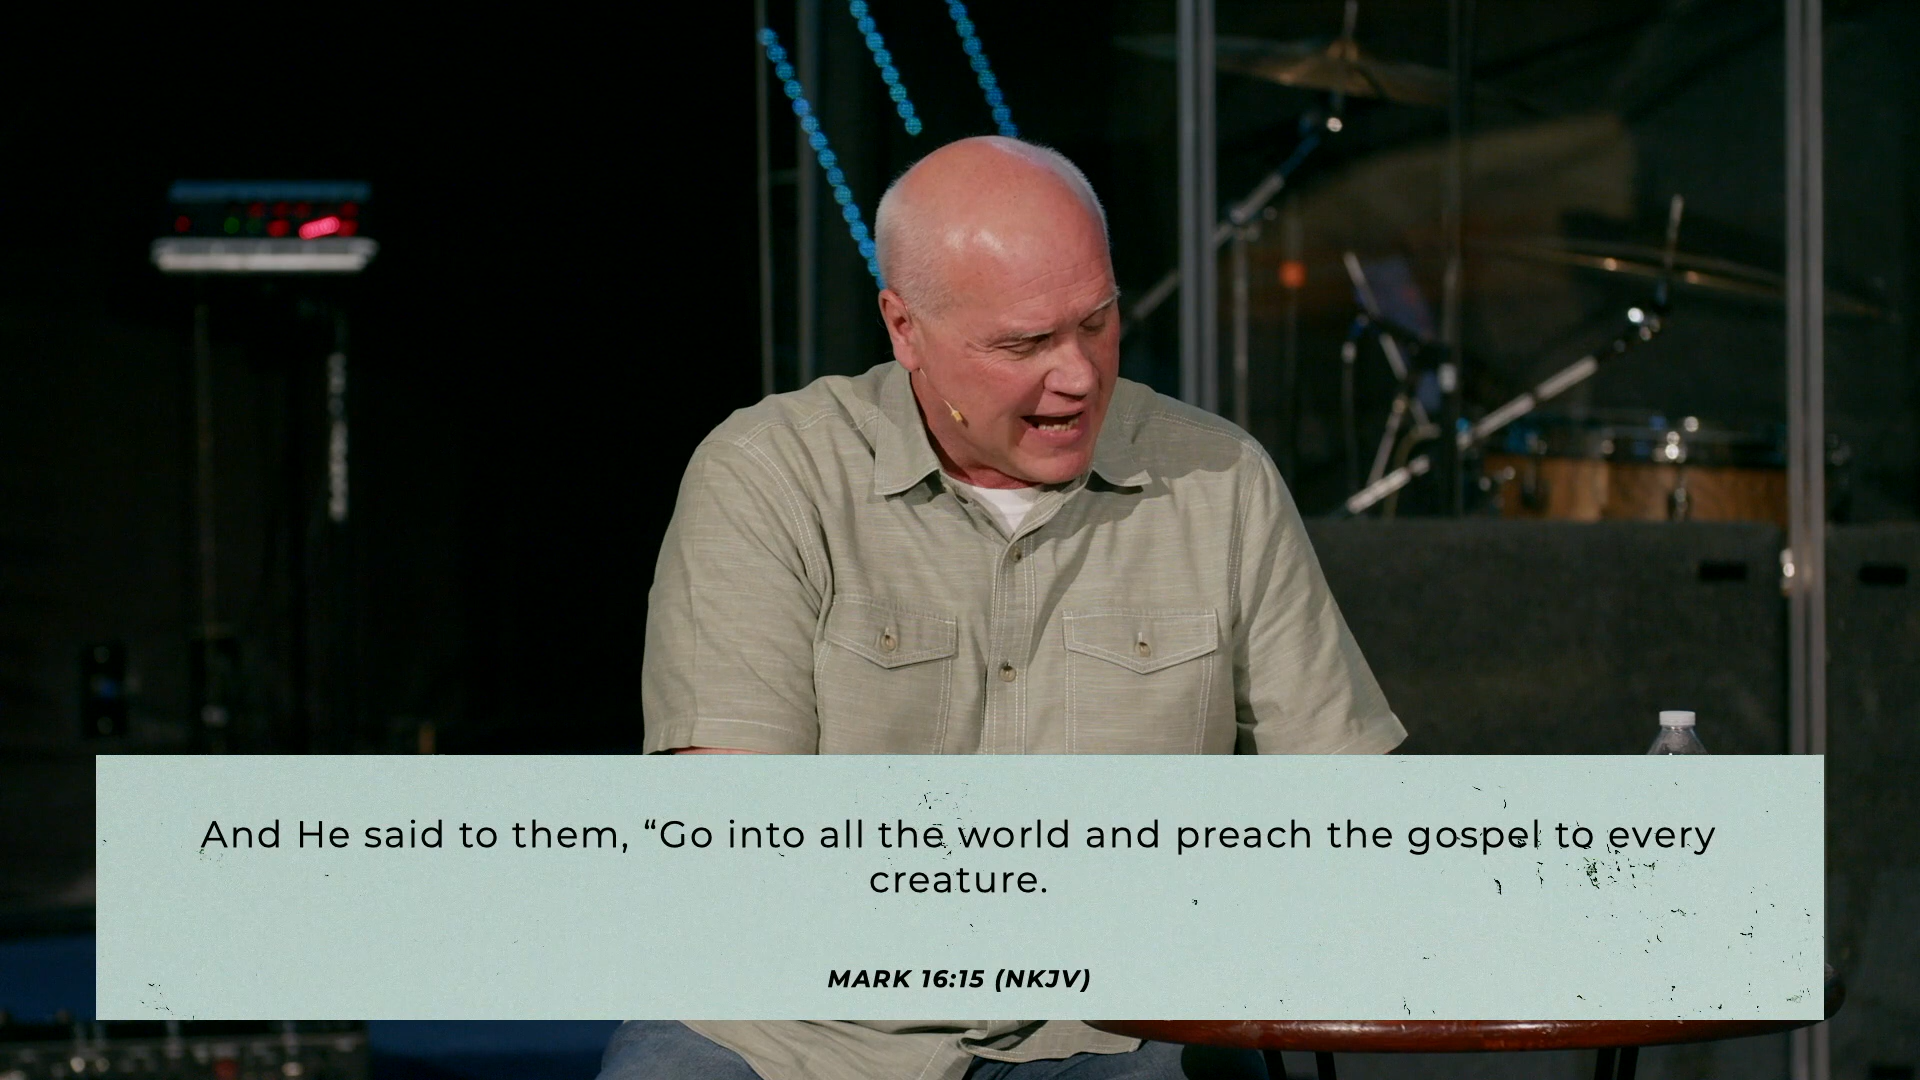 And He said to them, “Go into all the world and preach the gospel to every
creature.
MARK 16:15 (NKJV)